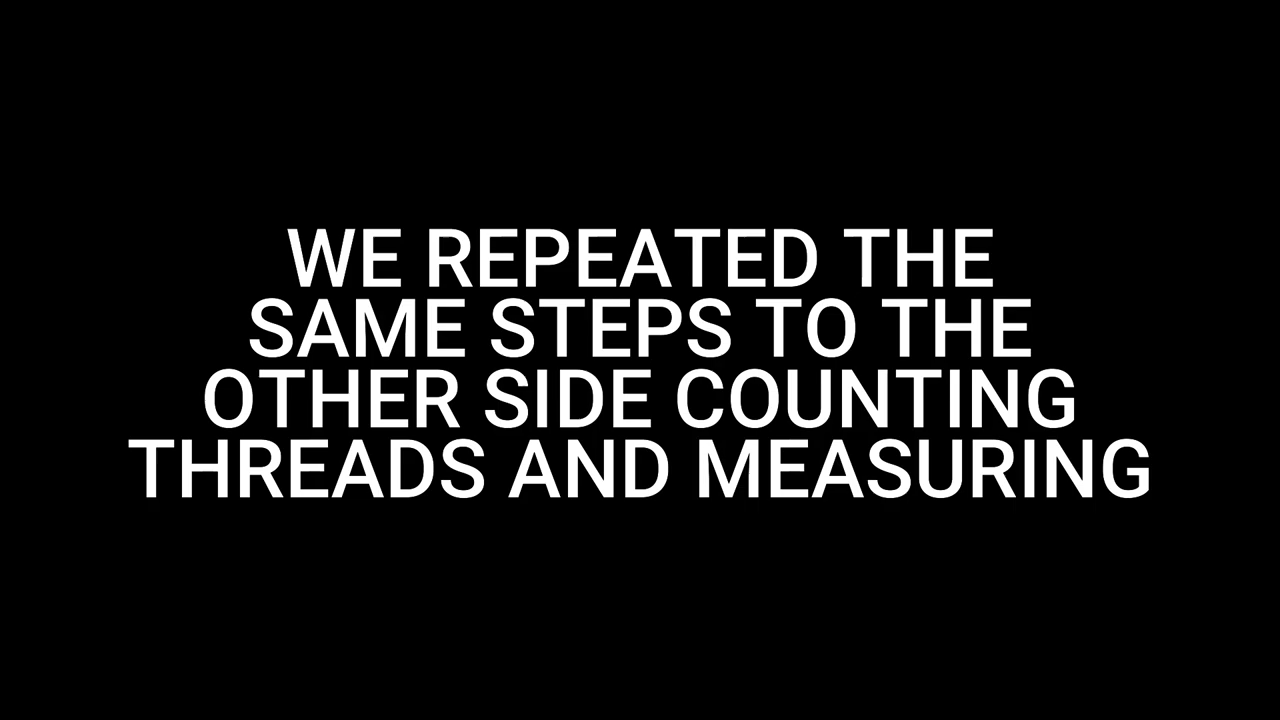 WE REPEATED THE
SAME STEPS TO THE
OTHER SIDE COUNTING
THREADS AND MEASURING